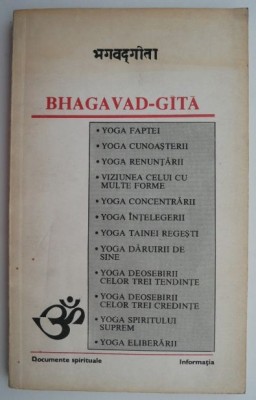 भगवद्गीता
BHAGAVAD-GĪTĀ
• YOGA FAPTEI
• YOGA CUNOAȘTERII
• YOGA RENUNȚĂRII
• VIZIUNEA CELUI CU
MULTE FORME
• YOGA CONCENTRĂRII
• YOGA ÎNȚELEGERII
• YOGA TAINEI REGEȘTI
• YOGA DĂRUIRII DE
SINE
• YOGA DEOSEBIRII
CELOR TREI TENDINȚE
• YOGA DEOSEBIRII
CELOR TREI CREDINȚE
• YOGA SPIRITULUI
SUPREM
• YOGA ELIBERĂRII
ॐ
Documente spirituale
Informația